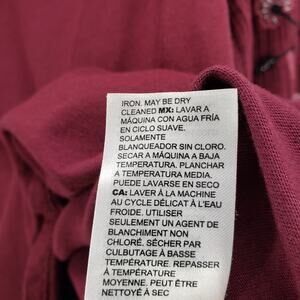 IRON. MAY BE DRY
CLEANED MX: LAVAR A
MÁQUINA CON AGUA FRÍA
EN CICLO SUAVE.
SOLAMENTE
BLANQUEADOR SIN CLORO.
SECAR A MÁQUINA A BAJA
TEMPERATURA. PLANCHAR
A TEMPERATURA MEDIA.
PUEDE LAVARSE EN SECO
CA: LAVER À LA MACHINE
AU CYCLE DÉLICAT À L'EAU
FROIDE. UTILISER
SEULEMENT UN AGENT DE
BLANCHIMENT NON
CHLORÉ. SÉCHER PAR
CULBUTAGE À BASSE
TEMPÉRATURE. REPASSER
À TEMPÉRATURE
MOYENNE. PEUT ÊTRE
NETTOYÉ À SEC